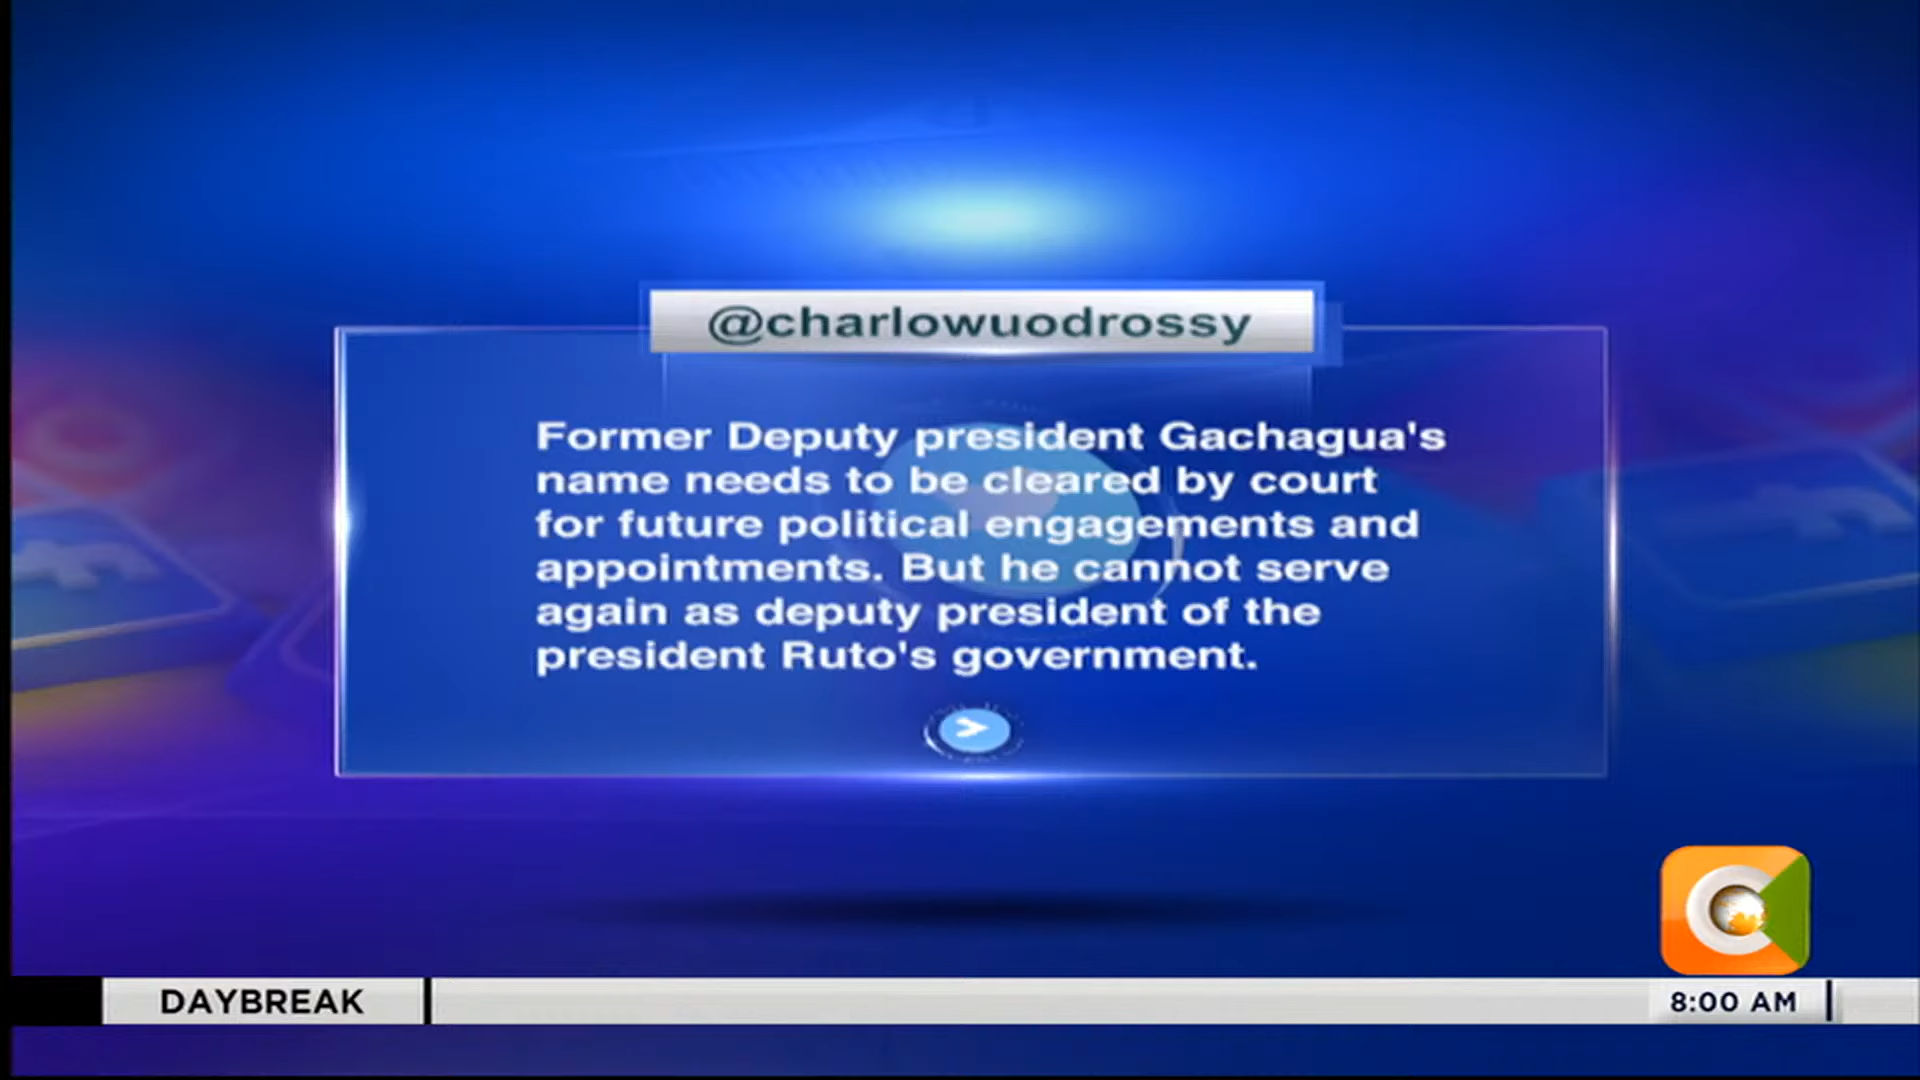 @charlowuodrossy
Former Deputy president Gachagua's
name needs to be cleared by court
for future political engagements and
appointments. But he cannot serve
again as deputy president of the
president Ruto's government.
DAYBREAK
8:00 AM